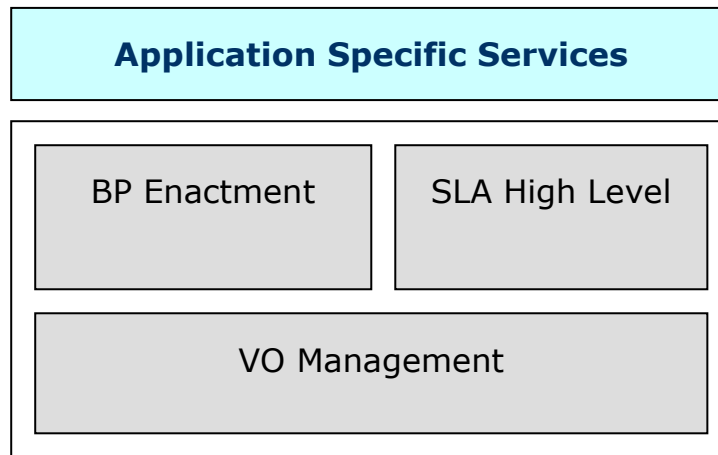 Application Specific Services
BP Enactment
SLA High Level
VO Management